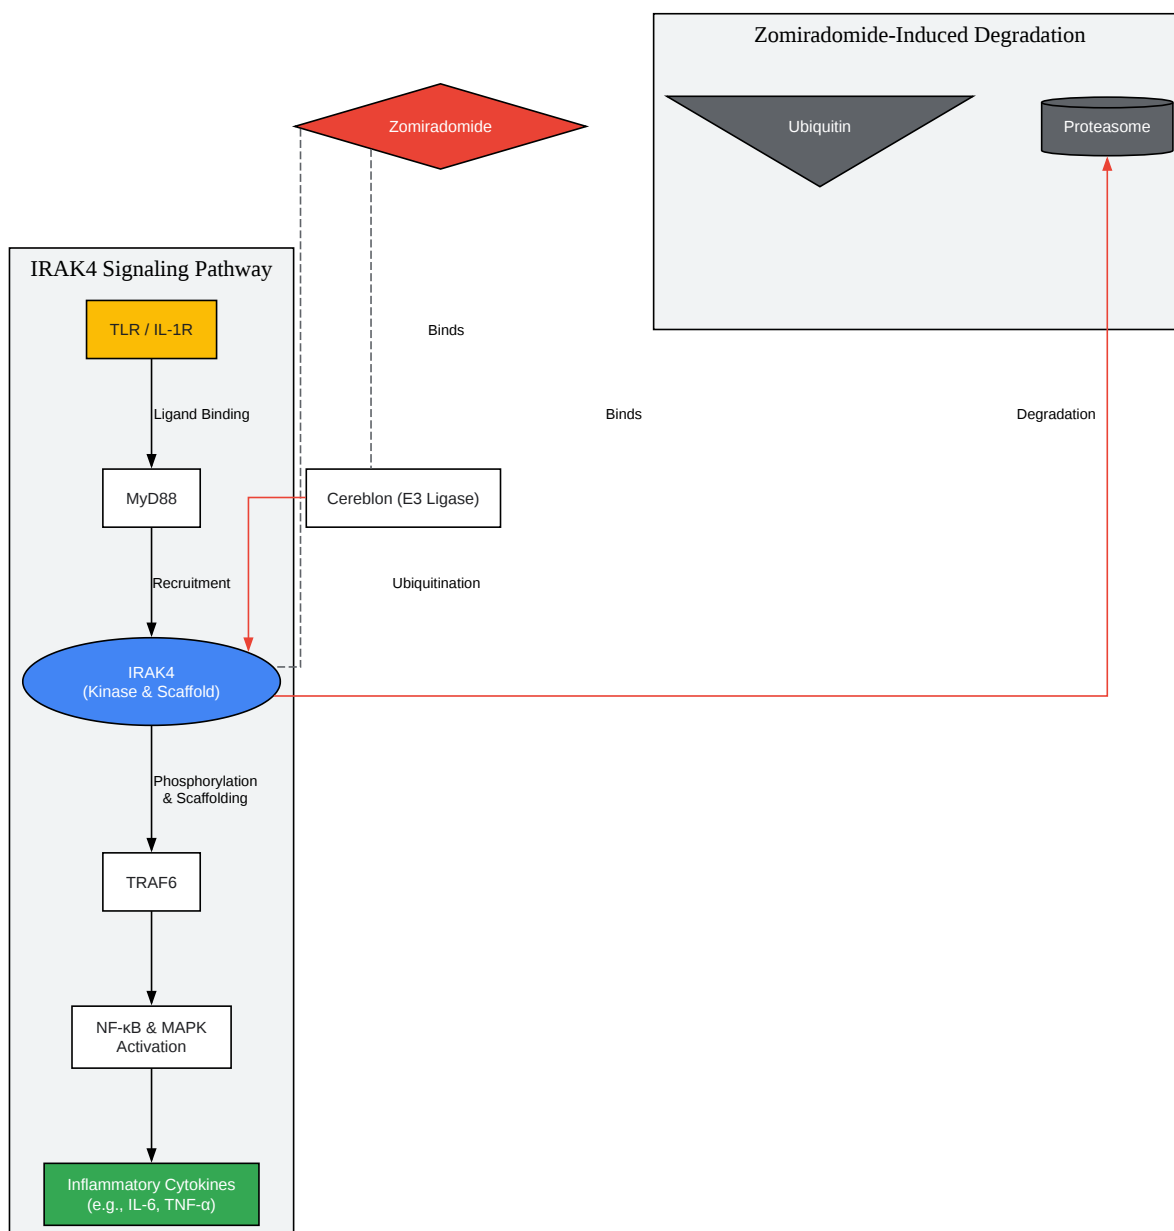 Zomiradomide-Induced Degradation
Zomiradomide
Ubiquitin
Proteasome
IRAK4 Signaling Pathway
TLR / IL-1R
Binds
Ligand Binding
Binds
Degradation
MyD88
Cereblon (E3 Ligase)
Recruitment
Ubiquitination
IRAK4
(Kinase & Scaffold)
Phosphorylation
& Scaffolding
TRAF6
NF-κB & MAPK
Activation
Inflammatory Cytokines
(e.g., IL-6, TNF-α)